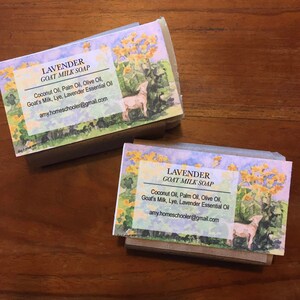 LAVENDER
GOAT MILK SOAP
Coconut Oil, Palm Oil, Olive Oil,
Goat's Milk, Lye, Lavender Essential Oil
amy.homeschooler@gmail.com
LAVENDER
GOAT MILK SOAP
Coconut Oil, Palm Oil, Olive Oil,
Goat's Milk, Lye, Lavender Essential Oil
amy.homeschooler@gmail.com